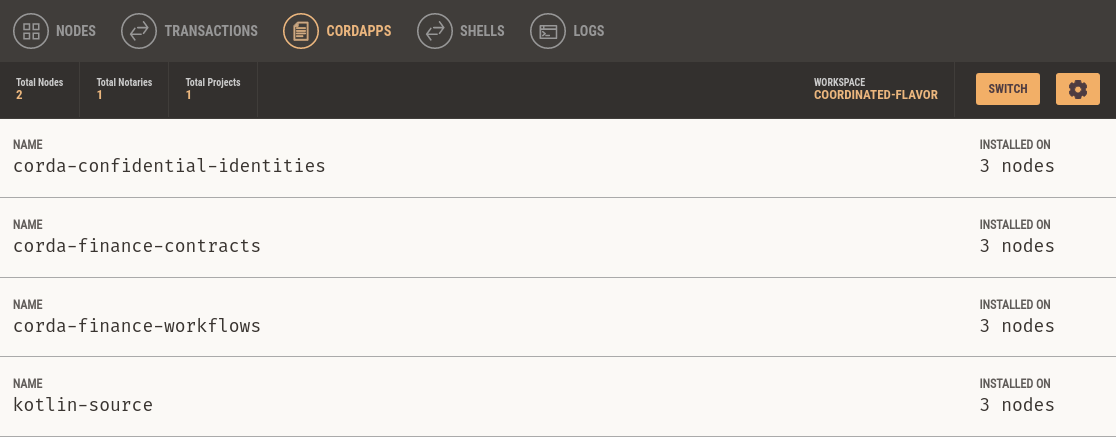 NODES TRANSACTIONS CORDAPPS SHELLS LOGS
Total Nodes Total Notaries Total Projects WORKSPACE SWITCH
2 1 1 COORDINATED-FLAVOR
NAME INSTALLED ON
corda-confidential-identities 3 nodes
NAME INSTALLED ON
corda-finance-contracts 3 nodes
NAME INSTALLED ON
corda-finance-workflows 3 nodes
NAME INSTALLED ON
kotlin-source 3 nodes